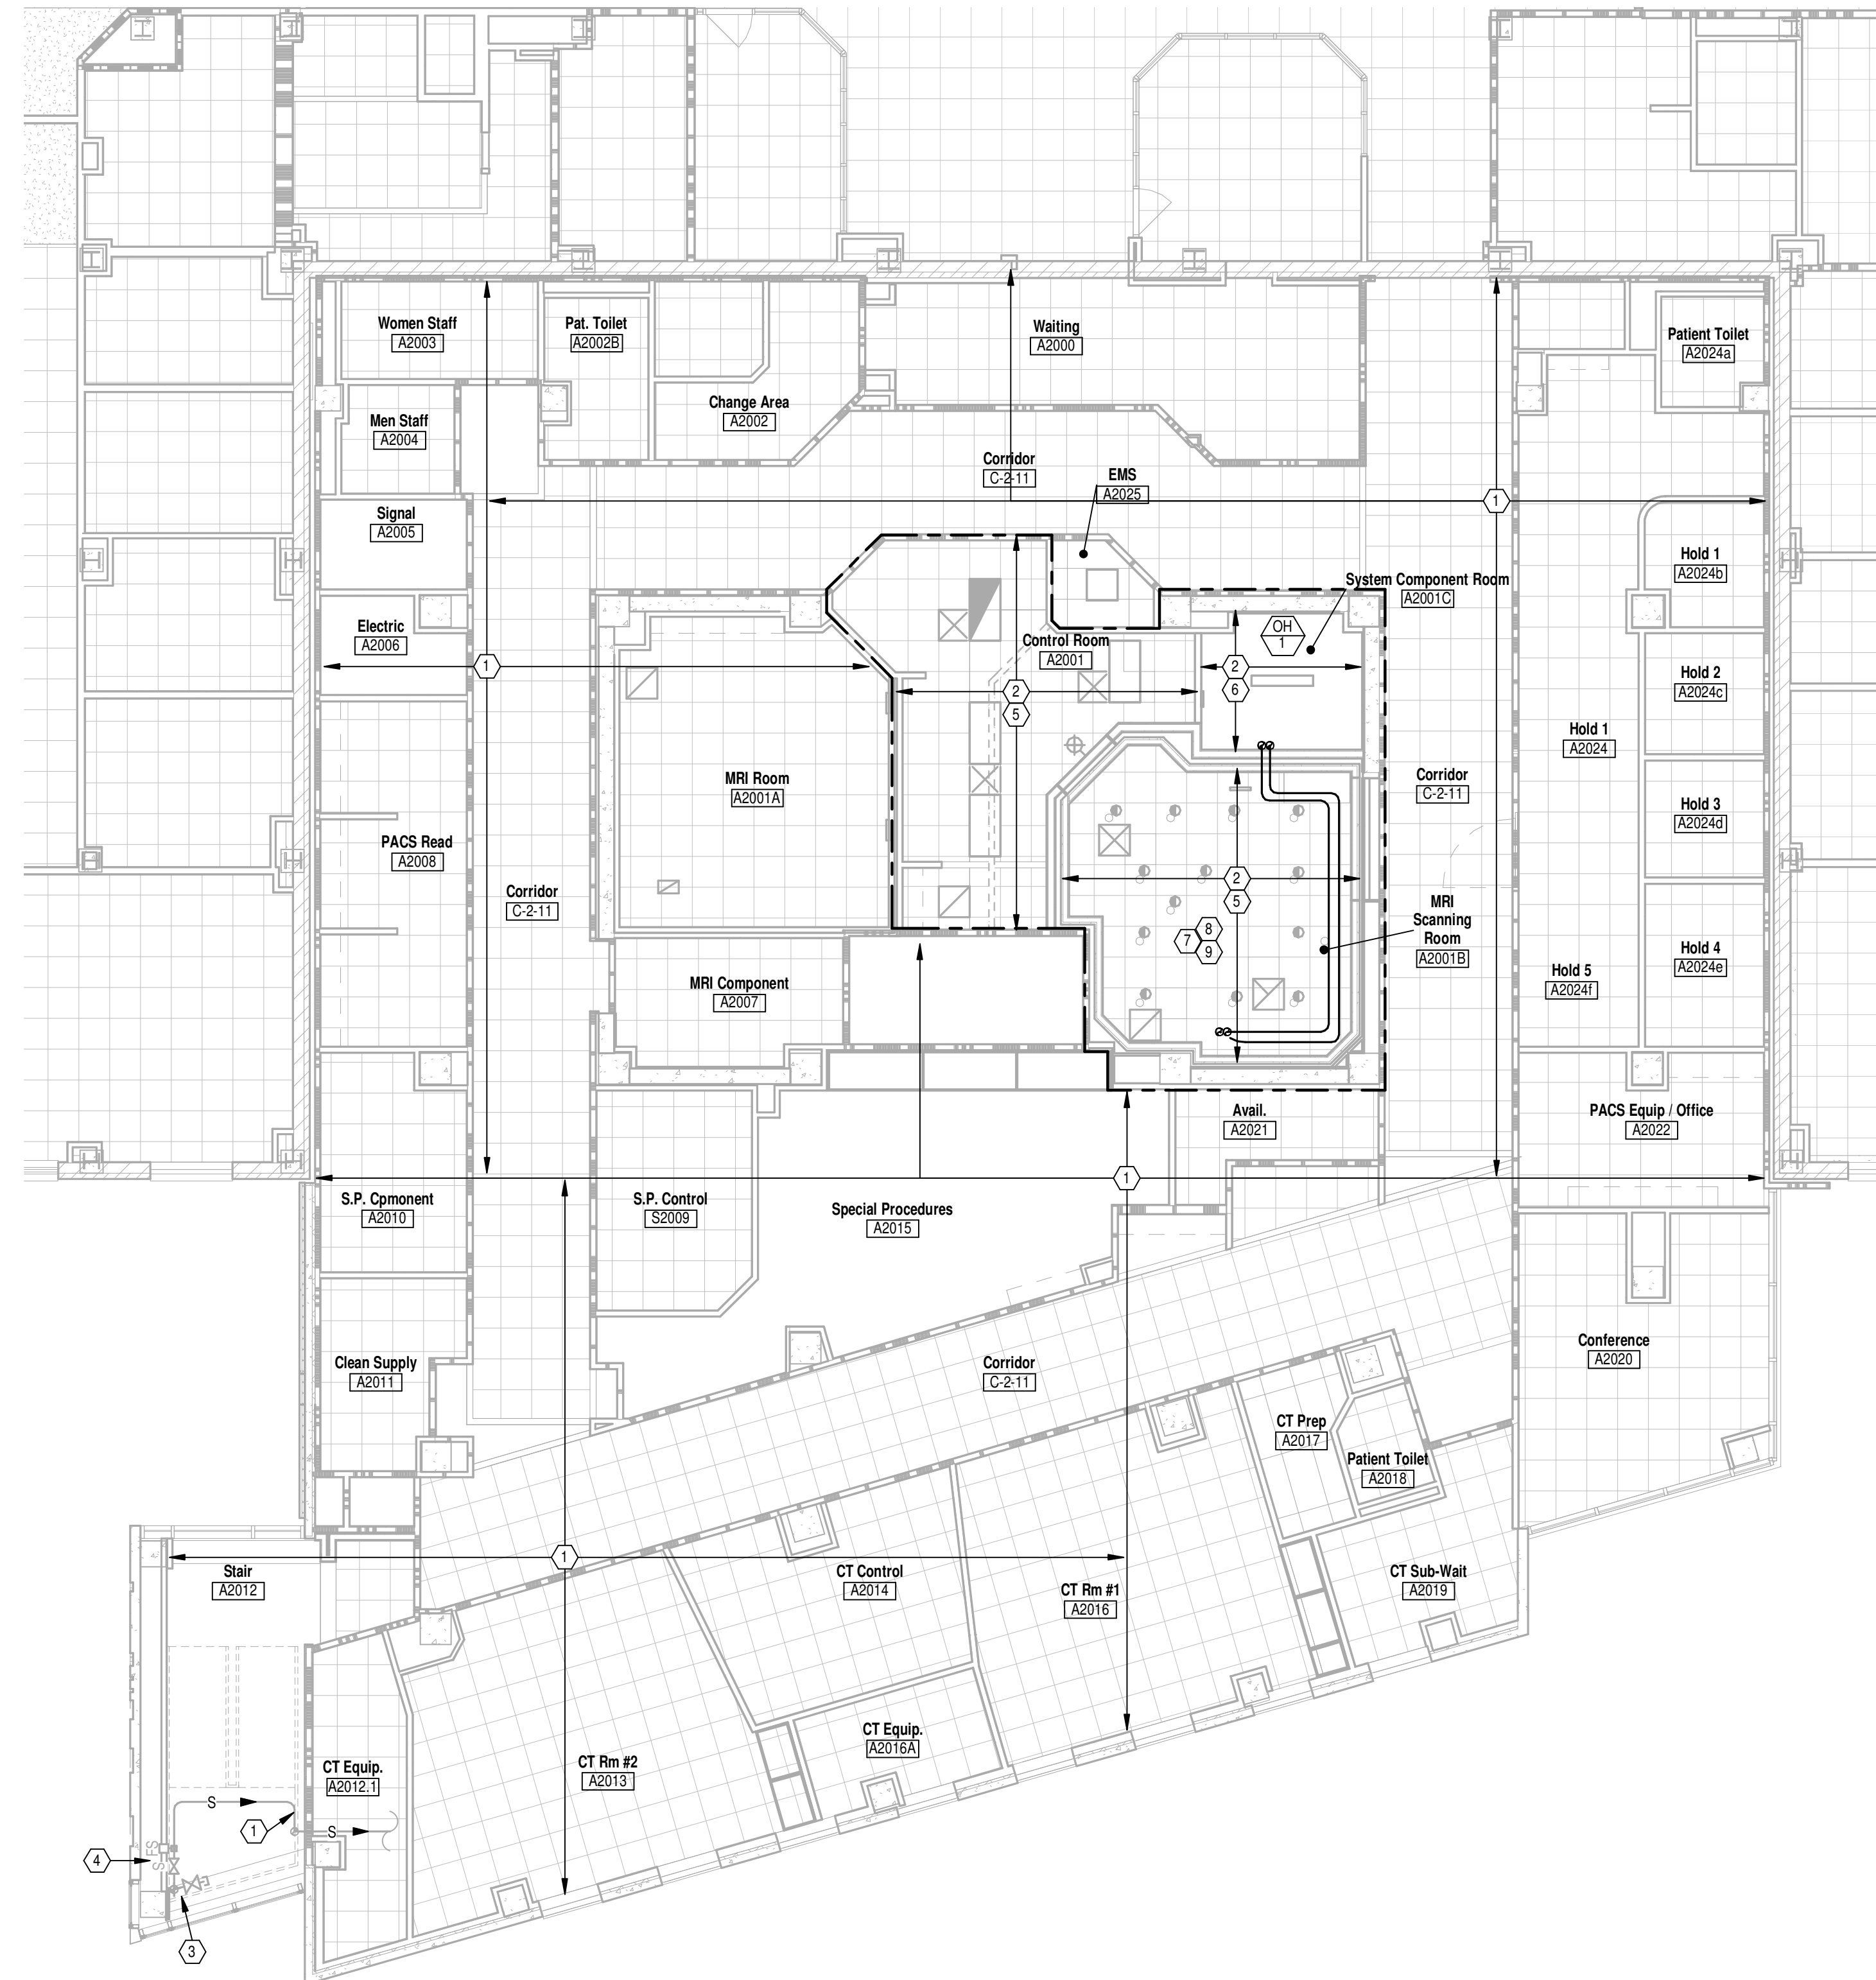 Women Staff
A2003
Pat. Toilet
A2002B
Waiting
A2000
Patient Toilet
A2024a
Change Area
A2002
Men Staff
A2004
Corridor
C-2-11
EMS
A2025
1
Signal
A2005
Hold 1
A2024b
System Component Room
A2001C
Electric
A2006
OH
1
Control Room
A2001
1
2
6
2
5
Hold 2
A2024c
Hold 1
A2024
MRI Room
A2001A
Corridor
C-2-11
Hold 3
A2024d
PACS Read
A2008
Corridor
C-2-11
2
5
MRI
Scanning
Room
A2001B
7
8
9
Hold 4
A2024e
Hold 5
A2024f
MRI Component
A2007
Avail.
A2021
PACS Equip / Office
A2022
1
S.P. Cpmonent
A2010
S.P. Control
S2009
Special Procedures
A2015
Conference
A2020
Clean Supply
A2011
Corridor
C-2-11
CT Prep
A2017
Patient Toilet
A2018
1
Stair
A2012
CT Control
A2014
CT Rm #1
A2016
CT Sub-Wait
A2019
CT Equip.
A2016A
CT Rm #2
A2013
CT Equip.
A2012.1
S
1
S
FS
S
4
3